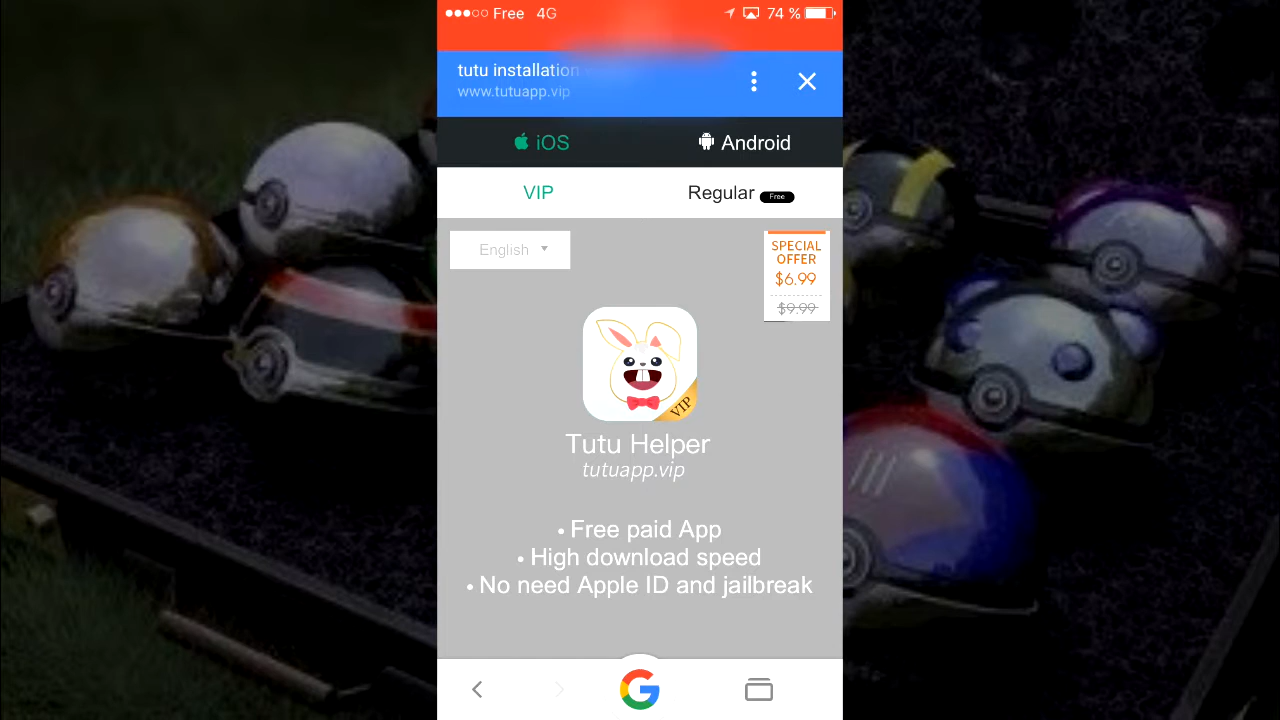 Free 4G 74 %
tutu installation
www.tutuapp.vip
iOS Android
VIP Regular Free
English
SPECIAL
OFFER
$6.99
$9.99
VIP
Tutu Helper
tutuapp.vip
• Free paid App
• High download speed
• No need Apple ID and jailbreak